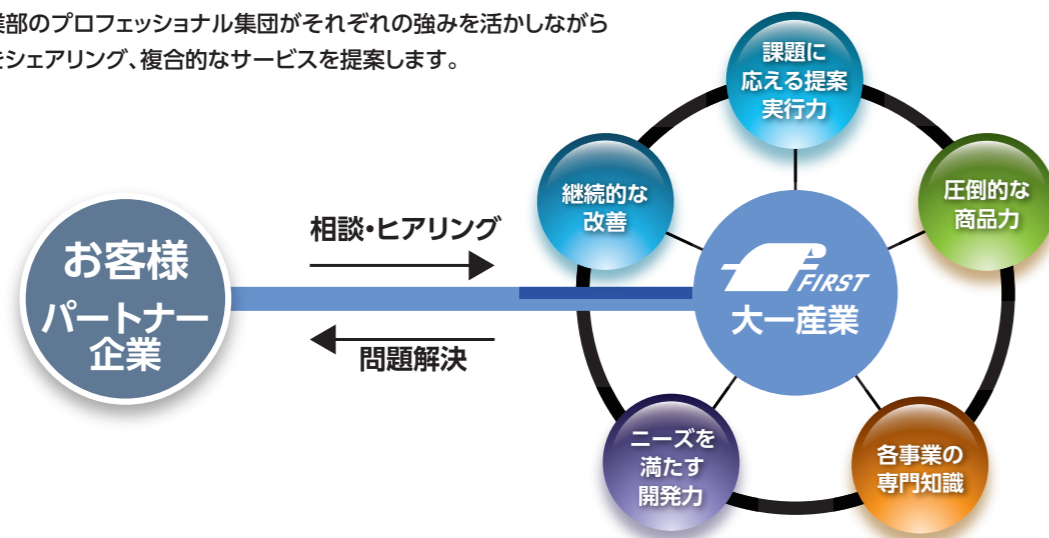 業部のプロフェッショナル集団がそれぞれの強みを活かしながら
をシェアリング、複合的なサービスを提案します。
課題に
応える提案
実行力
継続的な
改善
圧倒的な
商品力
お客様
パートナー
企業
相談・ヒアリング
問題解決
FIRST
大一産業
ニーズを
満たす
開発力
各事業の
専門知識